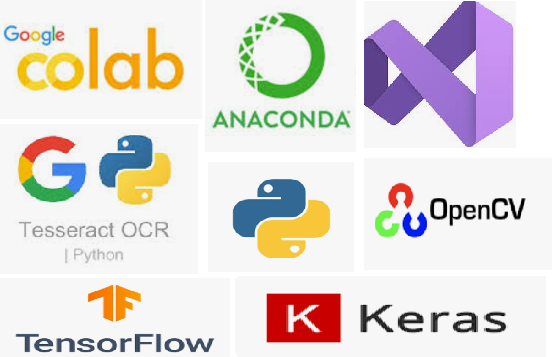 Google
colab
ANACONDA
Tesseract OCR
| Python
OpenCV
TensorFlow
K Keras